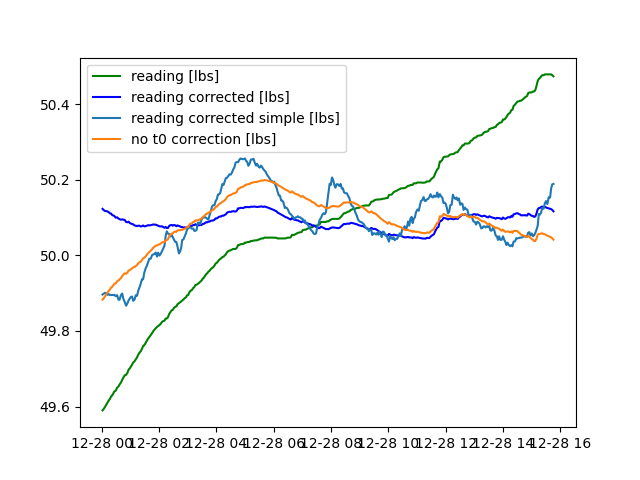 reading [lbs]
reading corrected [lbs]
reading corrected simple [lbs]
no t0 correction [lbs]
50.4
50.2
50.0
49.8
49.6
12-28 00 12-28 02 12-28 04 12-28 06 12-28 08 12-28 10 12-28 12 12-28 14 12-28 16